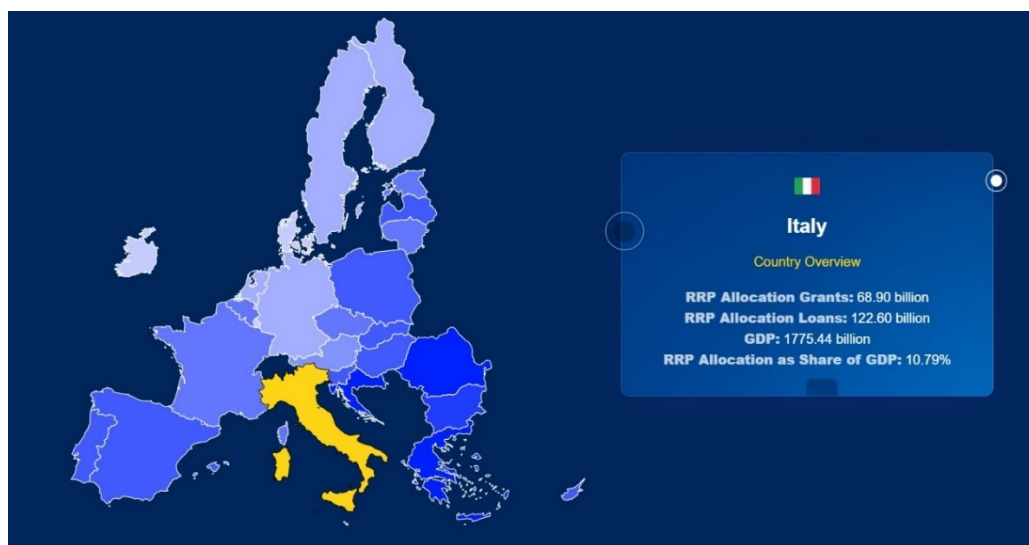 Italy
Country Overview
RRP Allocation Grants: 68.90 billion
RRP Allocation Loans: 122.60 billion
GDP: 1775.44 billion
RRP Allocation as Share of GDP: 10.79%